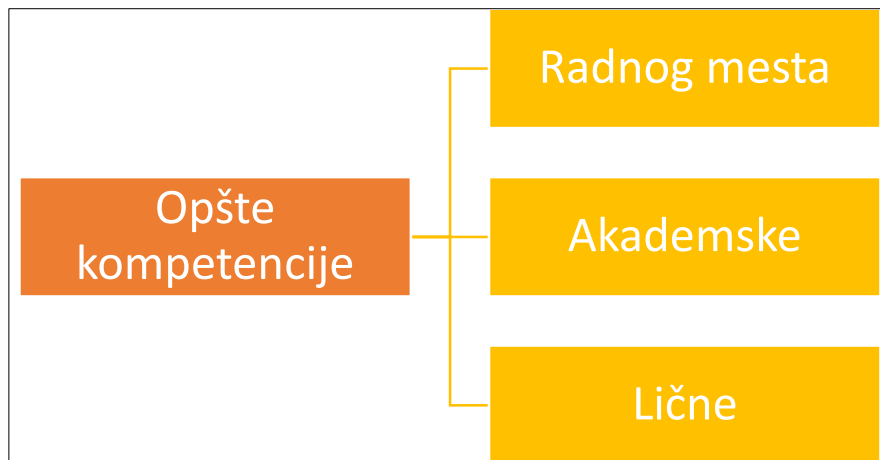 Radnog mesta
Opšte
kompetencije
Akademske
Lične